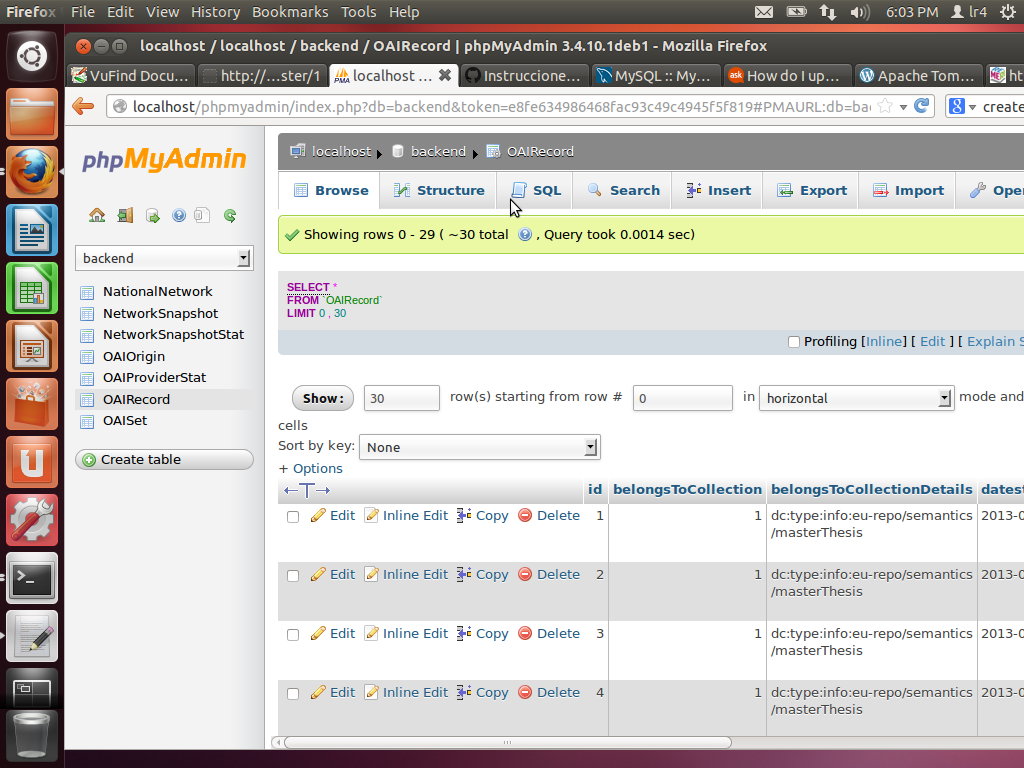 Firefox File Edit View History Bookmarks Tools Help 6:03 PM lr4
localhost / localhost / backend / OAIRecord | phpMyAdmin 3.4.10.1deb1 - Mozilla Firefox
VuFind Docu... http://...ster/1 localhost ... Instruccione... MySQL :: My... How do I up... Apache Tom... ht
localhost/phpmyadmin/index.php?db=backend&token=e8fe634986468fac93c49c4945f5f819#PMAURL:db=bac create
phpMyAdmin
localhost backend OAIRecord
Browse Structure SQL Search Insert Export Import Oper
Showing rows 0 - 29 ( ~30 total , Query took 0.0014 sec)
backend
NationalNetwork
NetworkSnapshot
NetworkSnapshotStat
OAIOrigin
OAIProviderStat
OAIRecord
OAISet
Create table
SELECT *
FROM `OAIRecord`
LIMIT 0 , 30
Profiling [Inline] [ Edit ] [ Explain S
Show : 30 row(s) starting from row # 0 in horizontal mode and
cells
Sort by key: None
+ Options
←T→ id belongsToCollection belongsToCollectionDetails datest
Edit Inline Edit Copy Delete 1 1 dc:type:info:eu-repo/semantics 2013-0
/masterThesis
Edit Inline Edit Copy Delete 2 1 dc:type:info:eu-repo/semantics 2013-0
/masterThesis
Edit Inline Edit Copy Delete 3 1 dc:type:info:eu-repo/semantics 2013-0
/masterThesis
Edit Inline Edit Copy Delete 4 1 dc:type:info:eu-repo/semantics 2013-0
/masterThesis